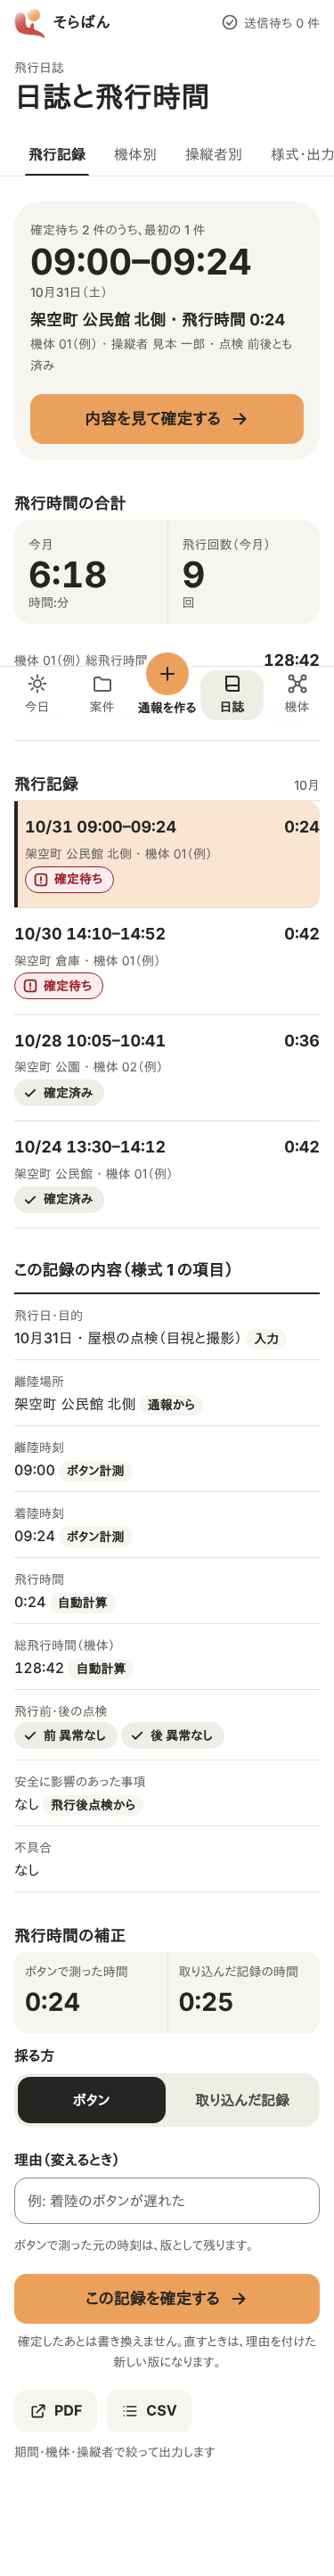 そらばん
送信待ち 0 件
飛行日誌
日誌と飛行時間
飛行記録
機体別
操縦者別
様式・出力
確定待ち 2 件のうち、最初の 1 件
09:00–09:24
10月31日（土）
架空町 公民館 北側・飛行時間 0:24
機体 01（例）・操縦者 見本 一郎・点検 前後とも
済み
内容を見て確定する →
飛行時間の合計
今月
6:18
時間:分
飛行回数（今月）
9
回
機体 01（例） 総飛行時間
128:42
今日
案件
通報を作る
日誌
機体
飛行記録
10月
10/31 09:00–09:24
0:24
架空町 公民館 北側・機体 01（例）
確定待ち
10/30 14:10–14:52
0:42
架空町 倉庫・機体 01（例）
確定待ち
10/28 10:05–10:41
0:36
架空町 公園・機体 02（例）
確定済み
10/24 13:30–14:12
0:42
架空町 公民館・機体 01（例）
確定済み
この記録の内容（様式 1 の項目）
飛行日・目的
10月31日・屋根の点検（目視と撮影） 入力
離陸場所
架空町 公民館 北側 通報から
離陸時刻
09:00 ボタン計測
着陸時刻
09:24 ボタン計測
飛行時間
0:24 自動計算
総飛行時間（機体）
128:42 自動計算
飛行前・後の点検
前 異常なし
後 異常なし
安全に影響のあった事項
なし 飛行後点検から
不具合
なし
飛行時間の補正
ボタンで測った時間
0:24
取り込んだ記録の時間
0:25
採る方
ボタン
取り込んだ記録
理由（変えるとき）
例: 着陸のボタンが遅れた
ボタンで測った元の時刻は、版として残ります。
この記録を確定する →
確定したあとは書き換えません。直すときは、理由を付けた
新しい版になります。
PDF
CSV
期間・機体・操縦者で絞って出力します